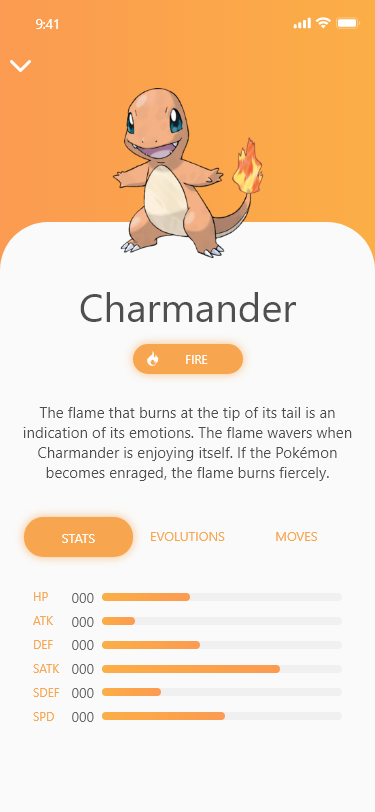 9:41
Charmander
FIRE
The flame that burns at the tip of its tail is an
indication of its emotions. The flame wavers when
Charmander is enjoying itself. If the Pokémon
becomes enraged, the flame burns fiercely.
STATS EVOLUTIONS MOVES
HP 000
ATK 000
DEF 000
SATK 000
SDEF 000
SPD 000